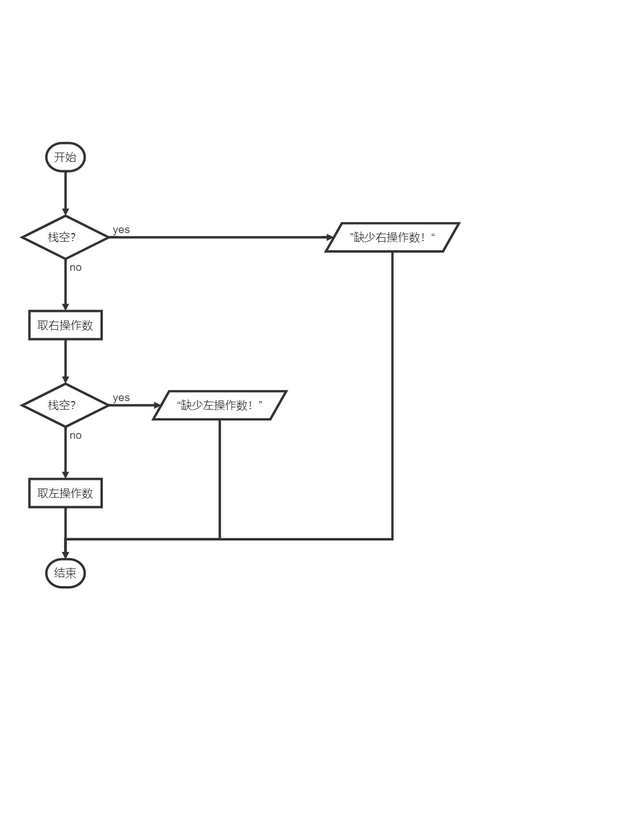 开始
栈空?
yes
”缺少右操作数！“
no
取右操作数
栈空?
yes
“缺少左操作数！”
no
取左操作数
结束